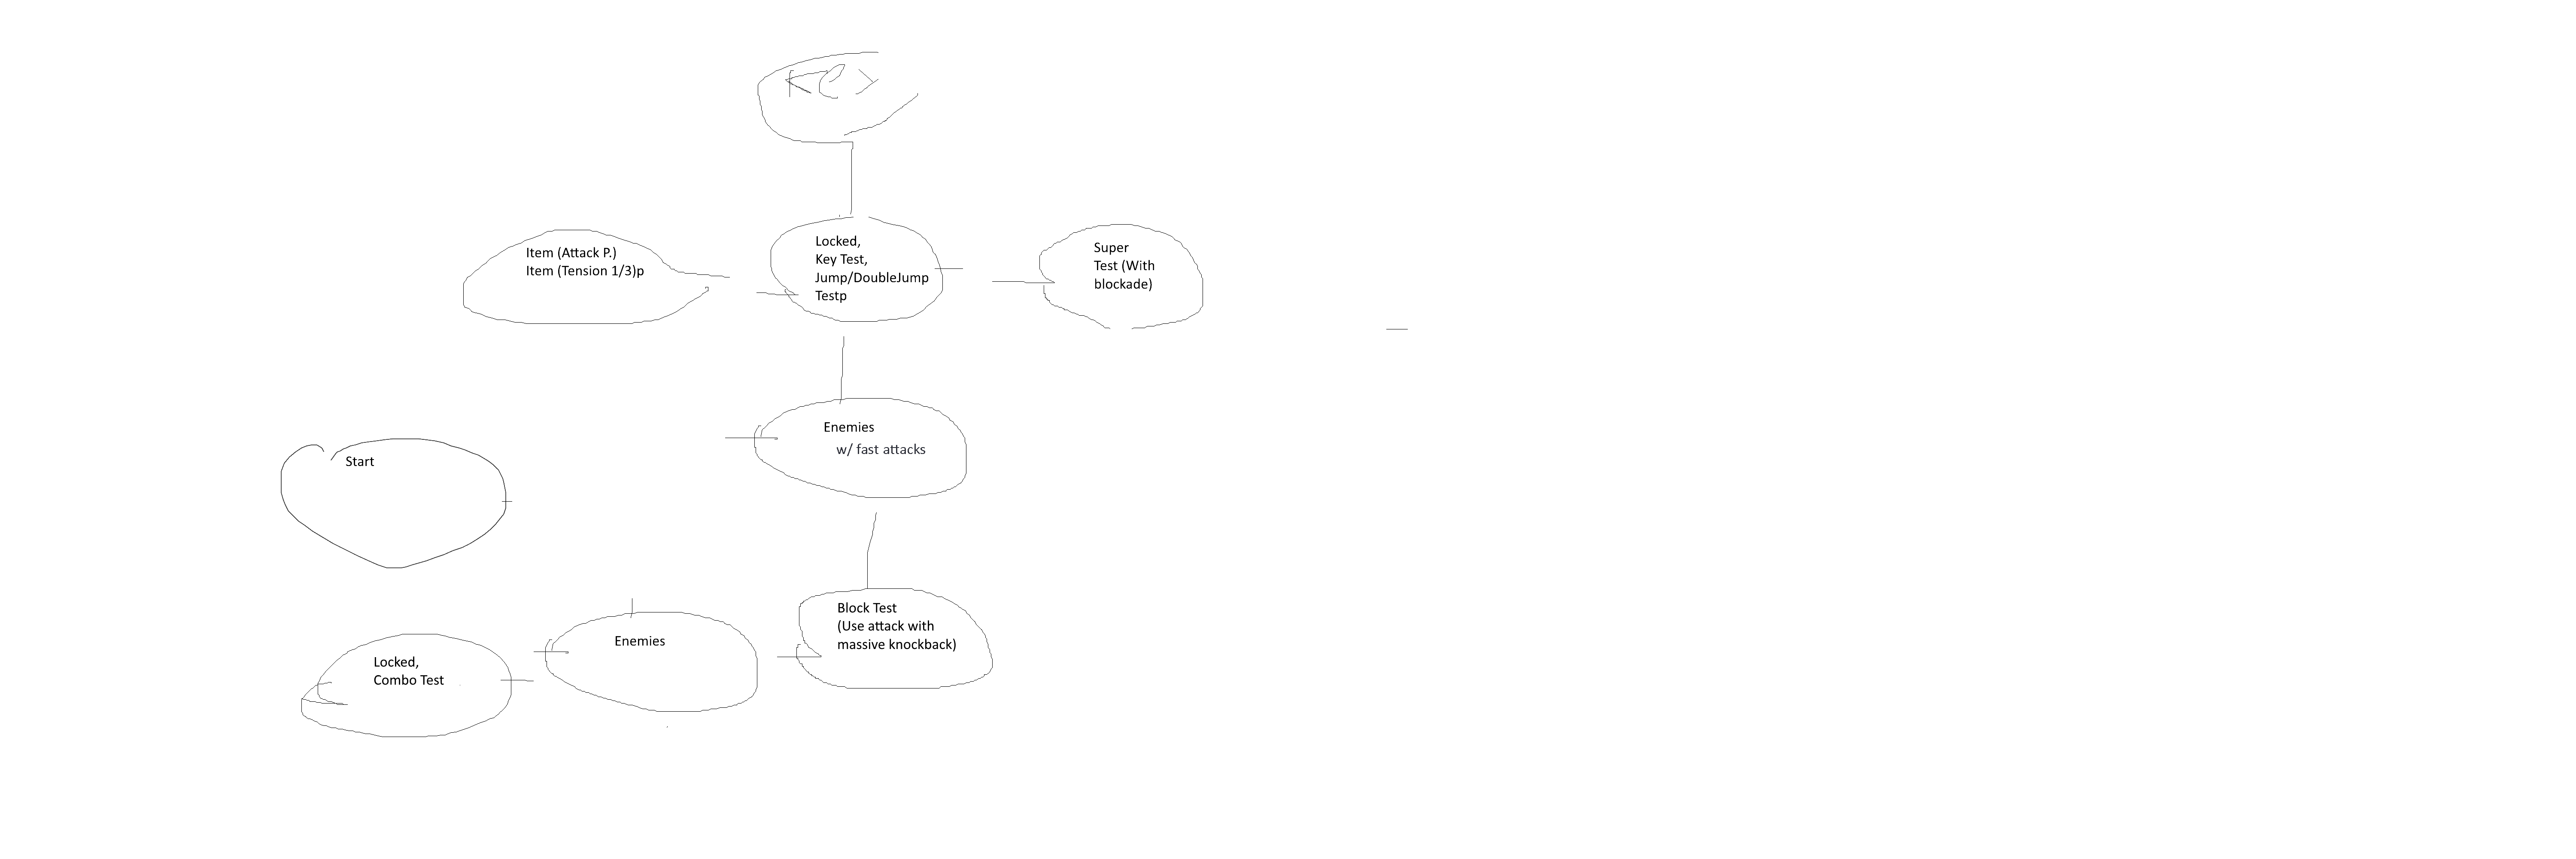 Key
Item (Attack P.)
Item (Tension 1/3)p
Locked,
Key Test,
Jump/DoubleJump
Testp
Super
Test (With
blockade)
Enemies
w/ fast attacks
Start
Block Test
(Use attack with
massive knockback)
Enemies
Locked,
Combo Test